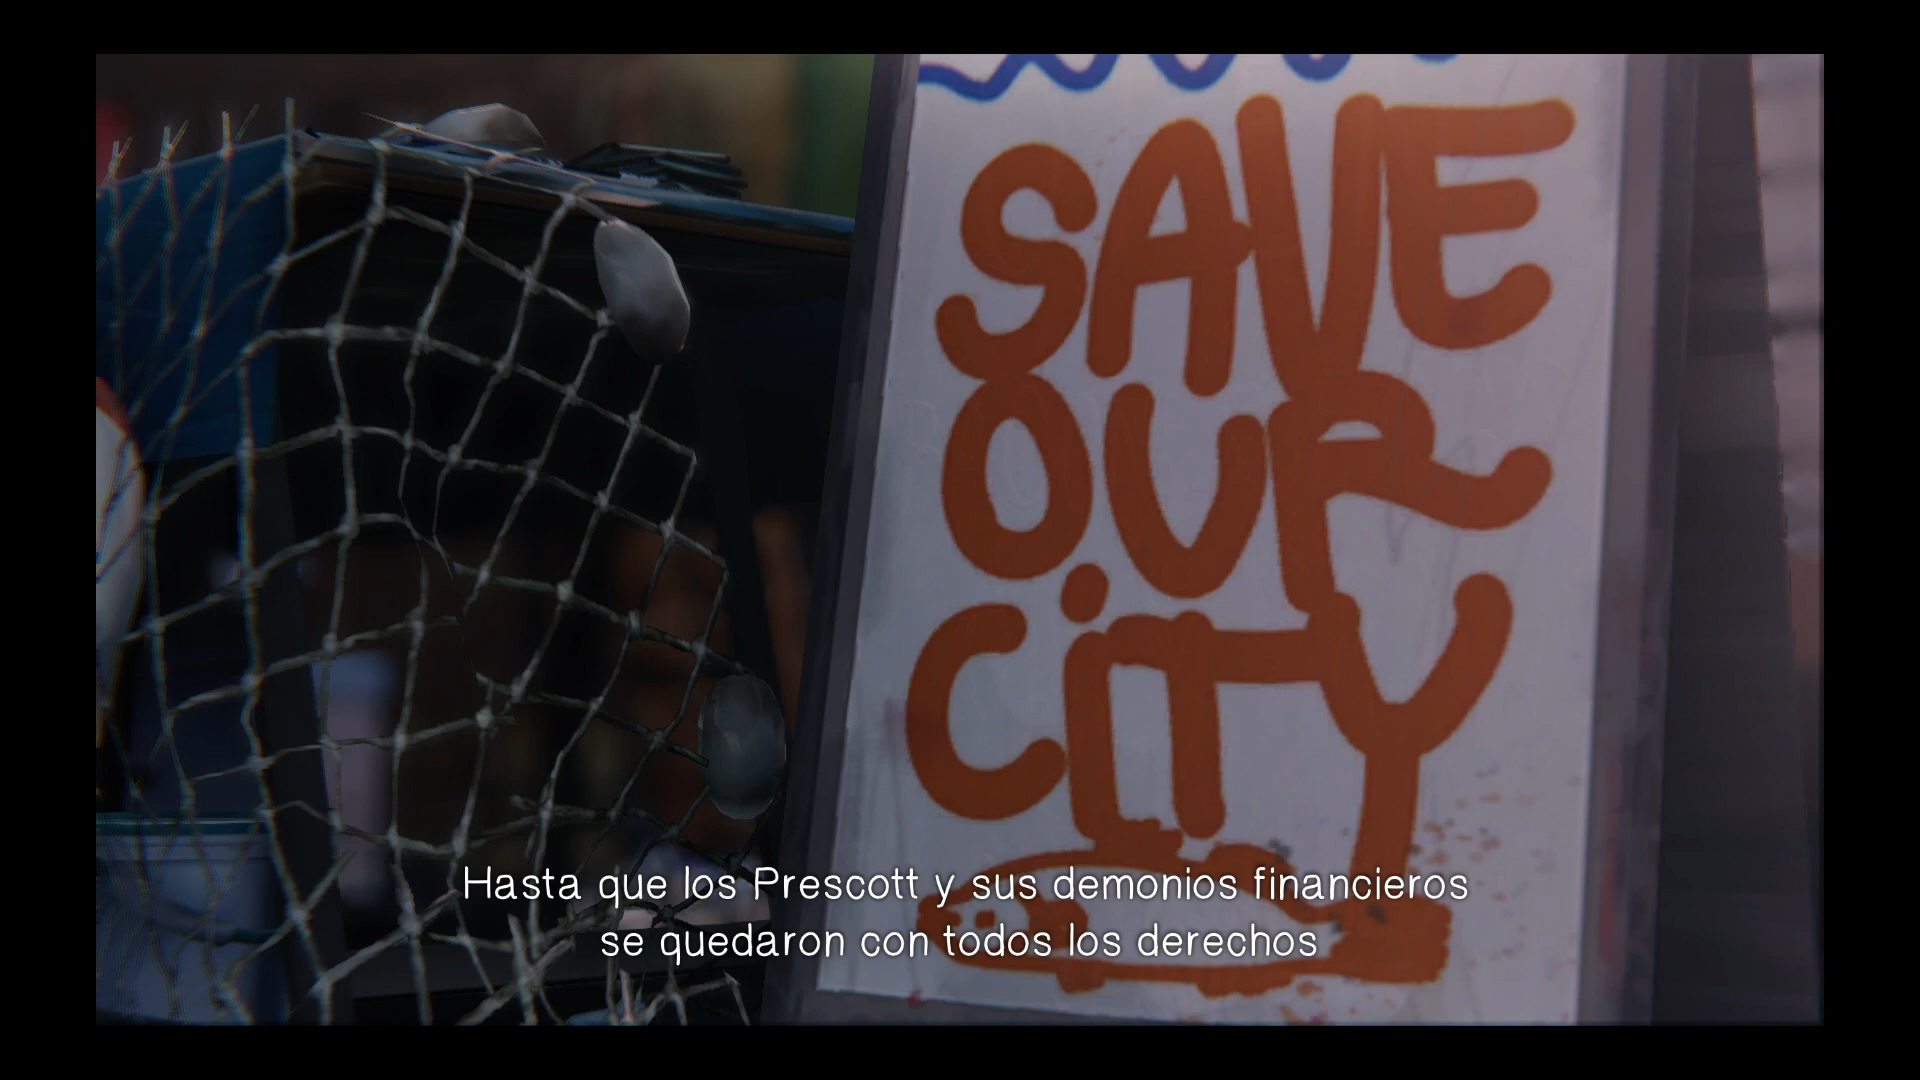 SAVE
OUR
CiTY
Hasta que los Prescott y sus demonios financieros
se quedaron con todos los derechos